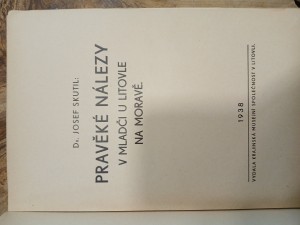 Dr. JOSEF SKUTIL:
PRAVĚKÉ NÁLEZY
V MLADČI U LITOVLE
NA MORAVĚ.
1938
VYDALA KRAJINSKÁ MUSEJNÍ SPOLEČNOST V LITOVLI.